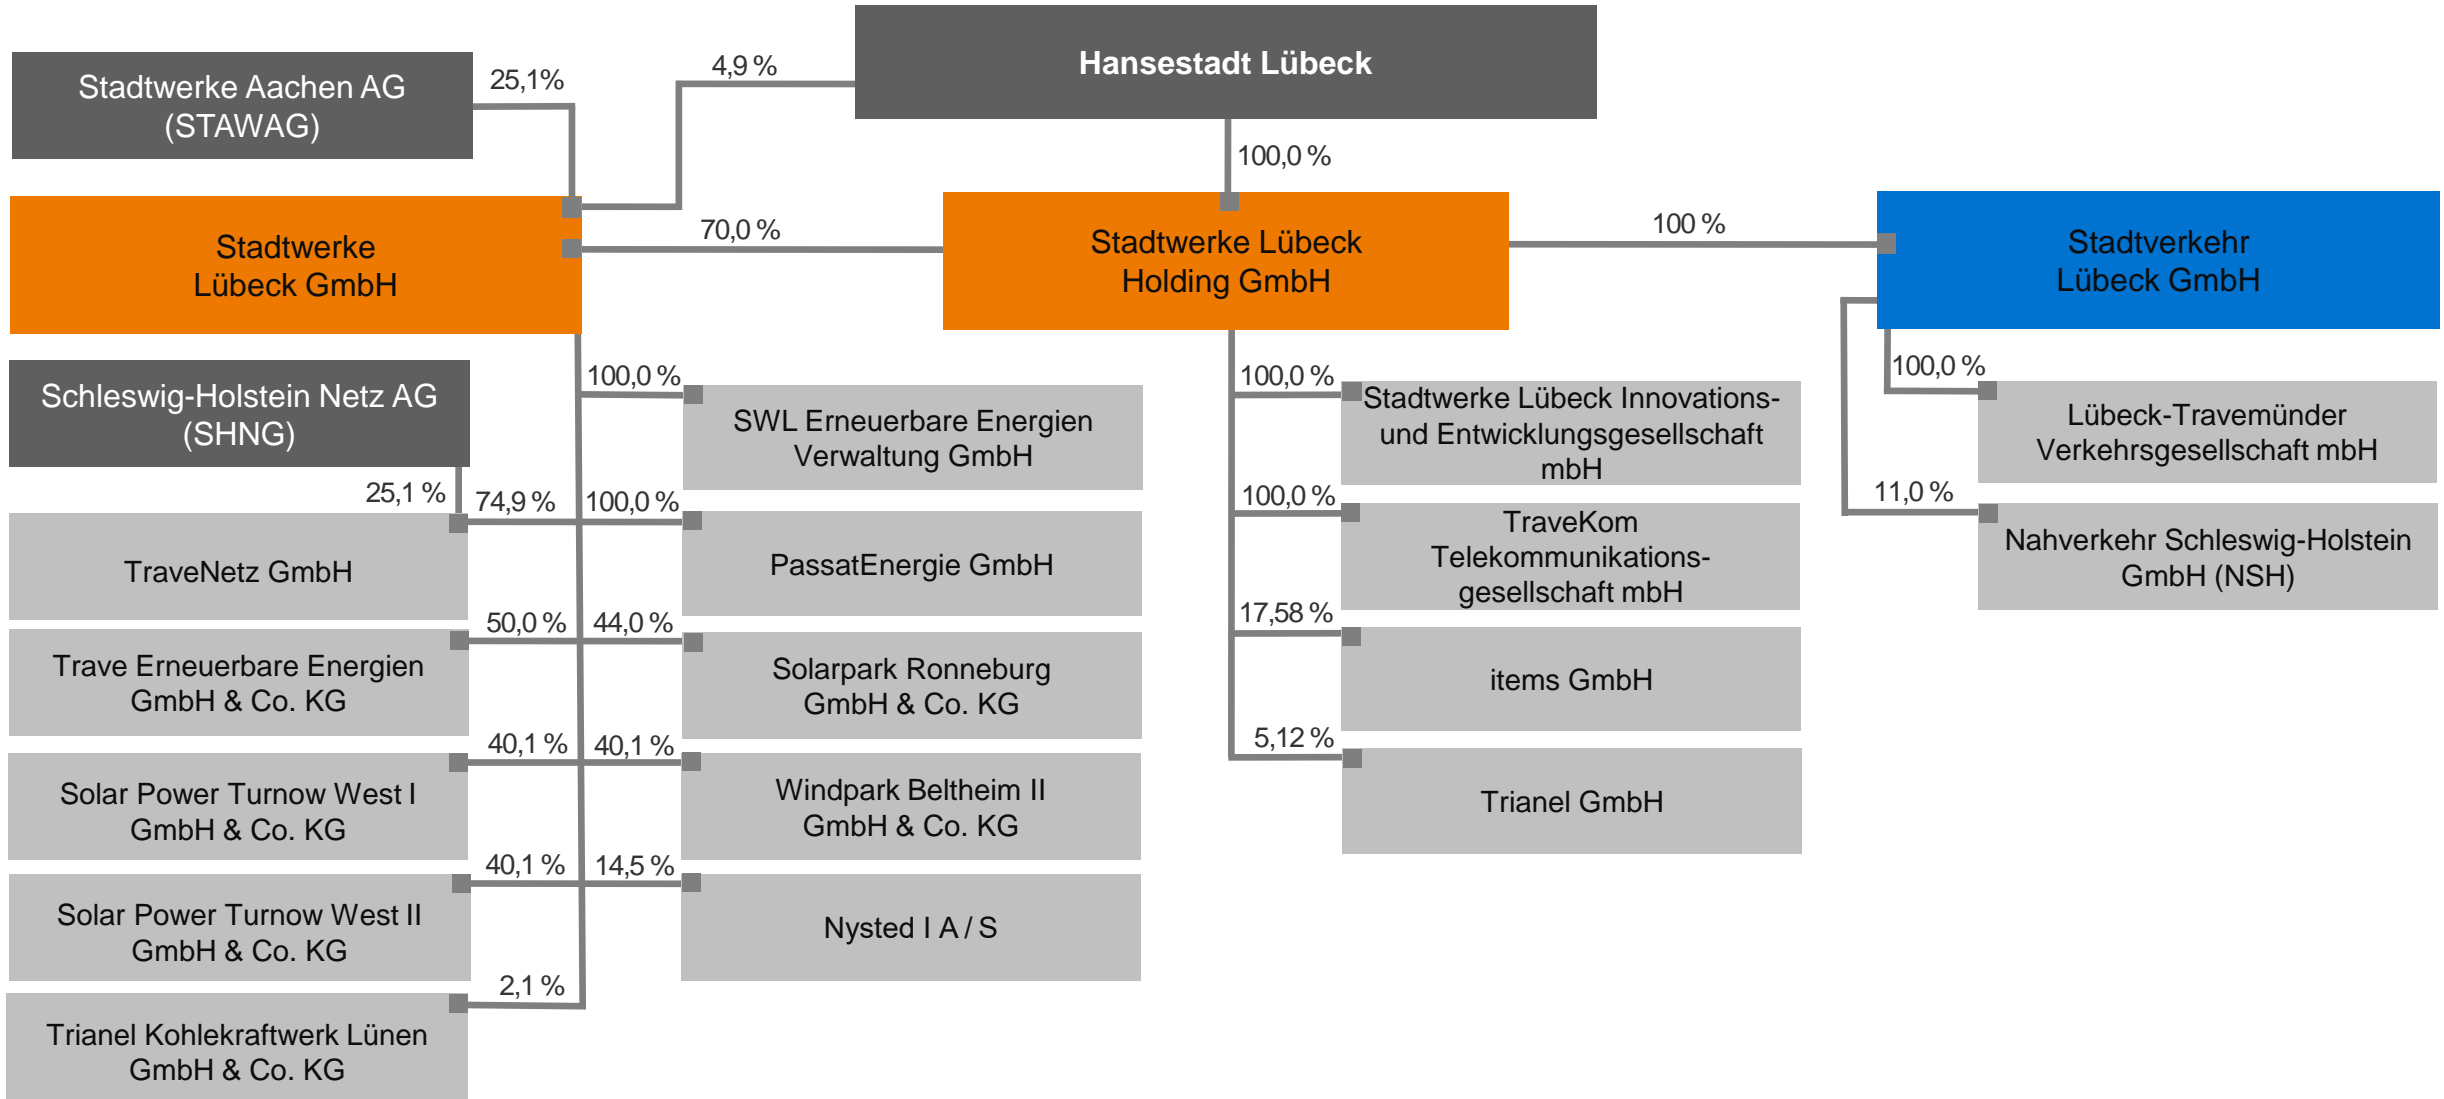 Hansestadt Lübeck
Stadtwerke Aachen AG
(STAWAG)
25,1%
4,9 %
100,0 %
Stadtwerke
Lübeck GmbH
70,0 %
Stadtwerke Lübeck
Holding GmbH
100 %
Stadtverkehr
Lübeck GmbH
Schleswig-Holstein Netz AG
(SHNG)
25,1 %
74,9 %
TraveNetz GmbH
50,0 %
Trave Erneuerbare Energien
GmbH & Co. KG
40,1 %
Solar Power Turnow West I
GmbH & Co. KG
40,1 %
Solar Power Turnow West II
GmbH & Co. KG
2,1 %
Trianel Kohlekraftwerk Lünen
GmbH & Co. KG
100,0 %
SWL Erneuerbare Energien
Verwaltung GmbH
100,0 %
PassatEnergie GmbH
44,0 %
Solarpark Ronneburg
GmbH & Co. KG
40,1 %
Windpark Beltheim II
GmbH & Co. KG
14,5 %
Nysted I A / S
100,0 %
Stadtwerke Lübeck Innovations-
und Entwicklungsgesellschaft
mbH
100,0 %
TraveKom
Telekommunikations-
gesellschaft mbH
17,58 %
items GmbH
5,12 %
Trianel GmbH
100,0 %
Lübeck-Travemünder
Verkehrsgesellschaft mbH
11,0 %
Nahverkehr Schleswig-Holstein
GmbH (NSH)